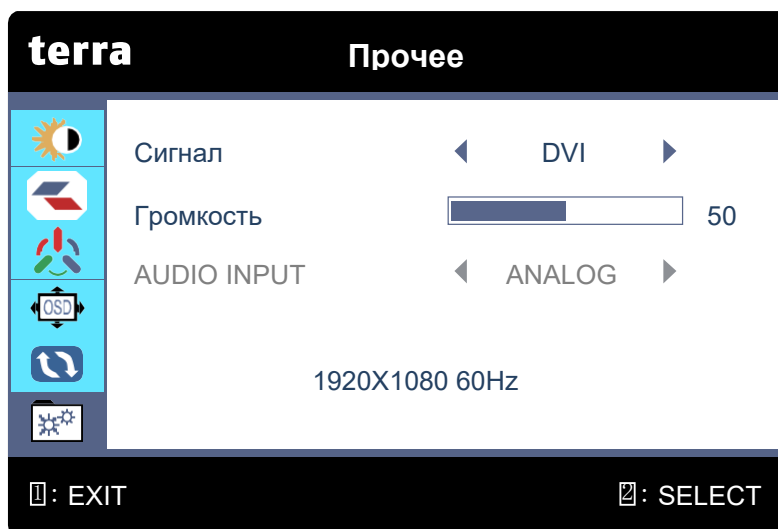 terra
Прочее
Сигнал DVI
Громкость 50
AUDIO INPUT ANALOG
OSD
1920X1080 60Hz
1: EXIT 2: SELECT